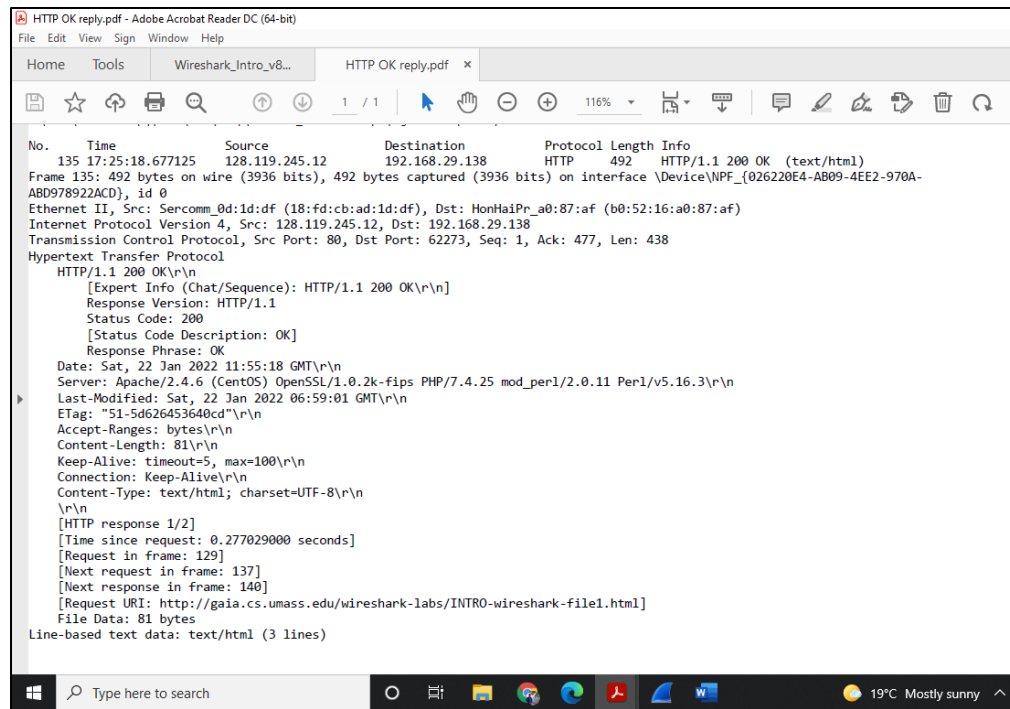 HTTP OK reply.pdf - Adobe Acrobat Reader DC (64-bit)
File Edit View Sign Window Help
Home Tools Wireshark_Intro_v8... HTTP OK reply.pdf ×
1 / 1 116%
No. Time Source Destination Protocol Length Info
135 17:25:18.677125 128.119.245.12 192.168.29.138 HTTP 492 HTTP/1.1 200 OK (text/html)
Frame 135: 492 bytes on wire (3936 bits), 492 bytes captured (3936 bits) on interface \Device\NPF_{026220E4-AB09-4EE2-970A-
ABD978922ACD}, id 0
Ethernet II, Src: Sercomm_0d:1d:df (18:fd:cb:ad:1d:df), Dst: HonHaiPr_a0:87:af (b0:52:16:a0:87:af)
Internet Protocol Version 4, Src: 128.119.245.12, Dst: 192.168.29.138
Transmission Control Protocol, Src Port: 80, Dst Port: 62273, Seq: 1, Ack: 477, Len: 438
Hypertext Transfer Protocol
HTTP/1.1 200 OK\r\n
[Expert Info (Chat/Sequence): HTTP/1.1 200 OK\r\n]
Response Version: HTTP/1.1
Status Code: 200
[Status Code Description: OK]
Response Phrase: OK
Date: Sat, 22 Jan 2022 11:55:18 GMT\r\n
Server: Apache/2.4.6 (CentOS) OpenSSL/1.0.2k-fips PHP/7.4.25 mod_perl/2.0.11 Perl/v5.16.3\r\n
Last-Modified: Sat, 22 Jan 2022 06:59:01 GMT\r\n
ETag: "51-5d626453640cd"\r\n
Accept-Ranges: bytes\r\n
Content-Length: 81\r\n
Keep-Alive: timeout=5, max=100\r\n
Connection: Keep-Alive\r\n
Content-Type: text/html; charset=UTF-8\r\n
\r\n
[HTTP response 1/2]
[Time since request: 0.277029000 seconds]
[Request in frame: 129]
[Next request in frame: 137]
[Next response in frame: 140]
[Request URI: http://gaia.cs.umass.edu/wireshark-labs/INTRO-wireshark-file1.html]
File Data: 81 bytes
Line-based text data: text/html (3 lines)
Type here to search 19°C Mostly sunny